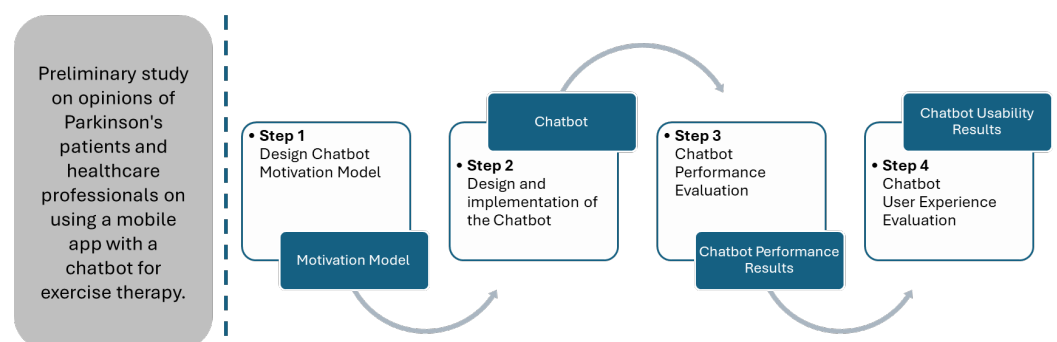 Preliminary study
on opinions of
Parkinson's
patients and
healthcare
professionals on
using a mobile
app with a
chatbot for
exercise therapy.
• Step 1
Design Chatbot
Motivation Model
Motivation Model
Chatbot
• Step 2
Design and
implementation of
the Chatbot
• Step 3
Chatbot
Performance
Evaluation
Chatbot Performance
Results
Chatbot Usability
Results
• Step 4
Chatbot
User Experience
Evaluation